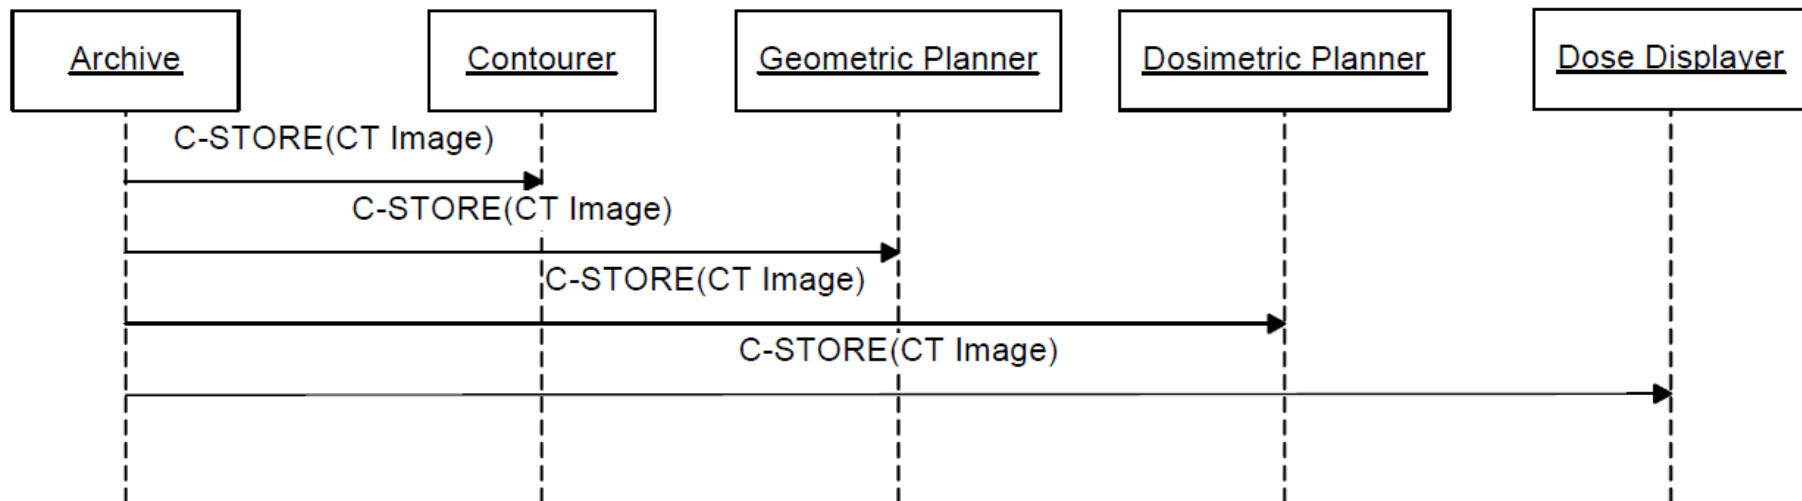 Archive
Contourer
Geometric Planner
Dosimetric Planner
Dose Displayer
C-STORE(CT Image)
C-STORE(CT Image)
C-STORE(CT Image)
C-STORE(CT Image)